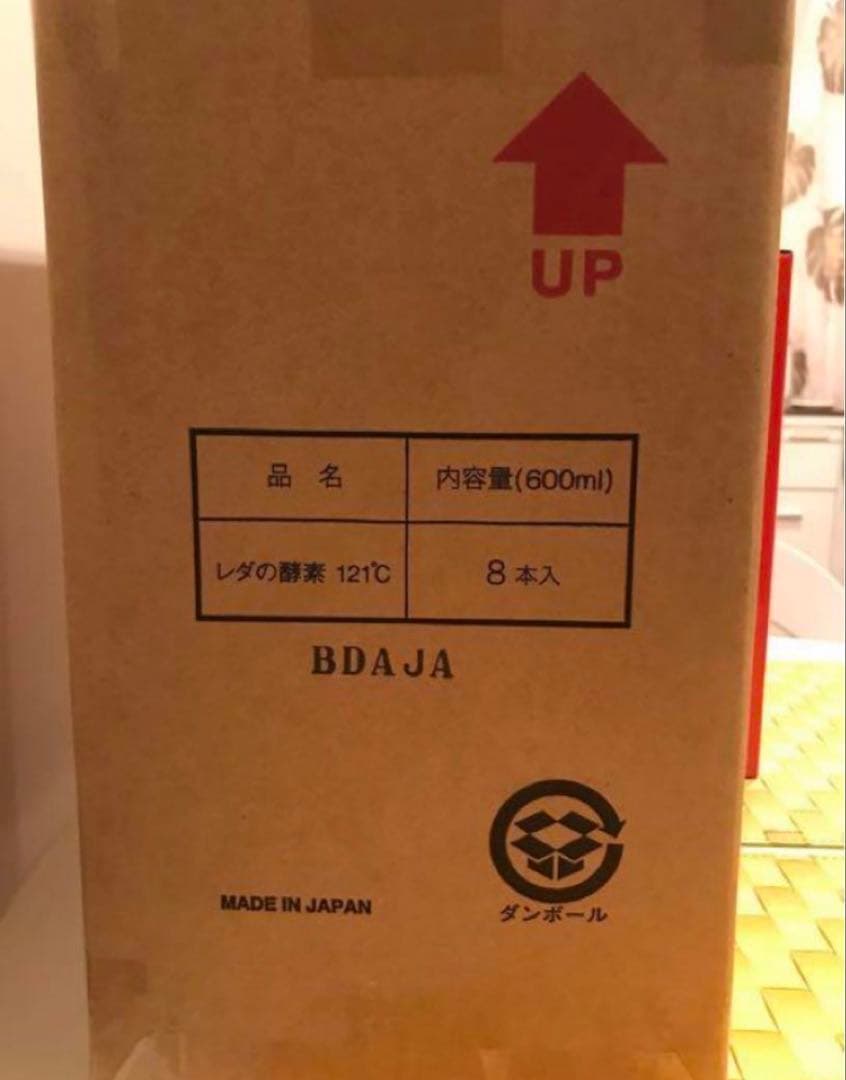 UP
品 名 内容量(600ml)
レダの酵素 121℃ 8本入
BDAJA
MADE IN JAPAN
ダンボール